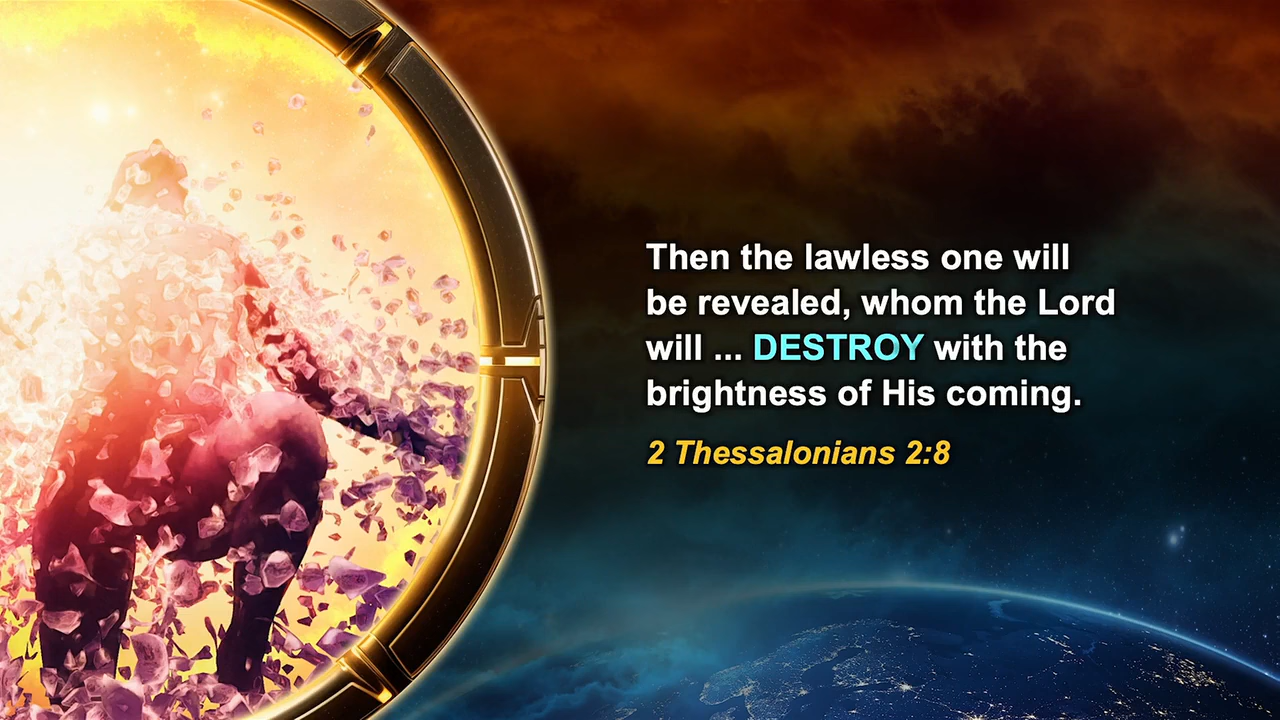 Then the lawless one will
be revealed, whom the Lord
will ... DESTROY with the
brightness of His coming.
2 Thessalonians 2:8